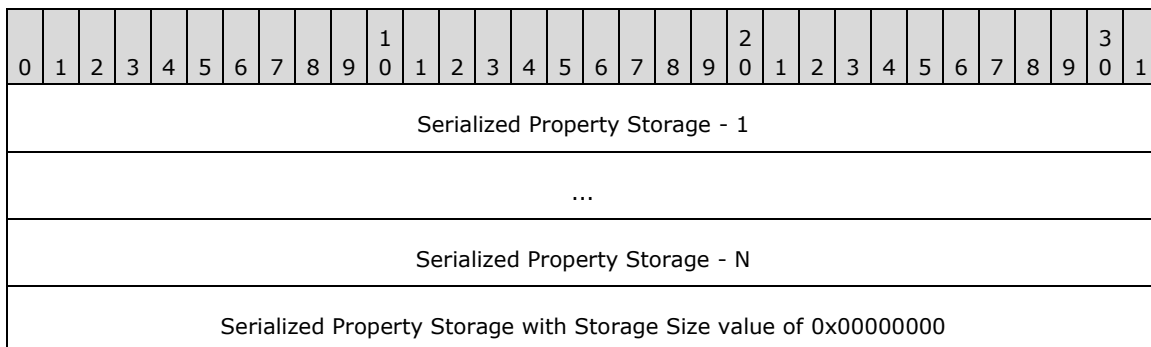 1 2 3
0 1 2 3 4 5 6 7 8 9 0 1 2 3 4 5 6 7 8 9 0 1 2 3 4 5 6 7 8 9 0 1
Serialized Property Storage - 1
...
Serialized Property Storage - N
Serialized Property Storage with Storage Size value of 0x00000000